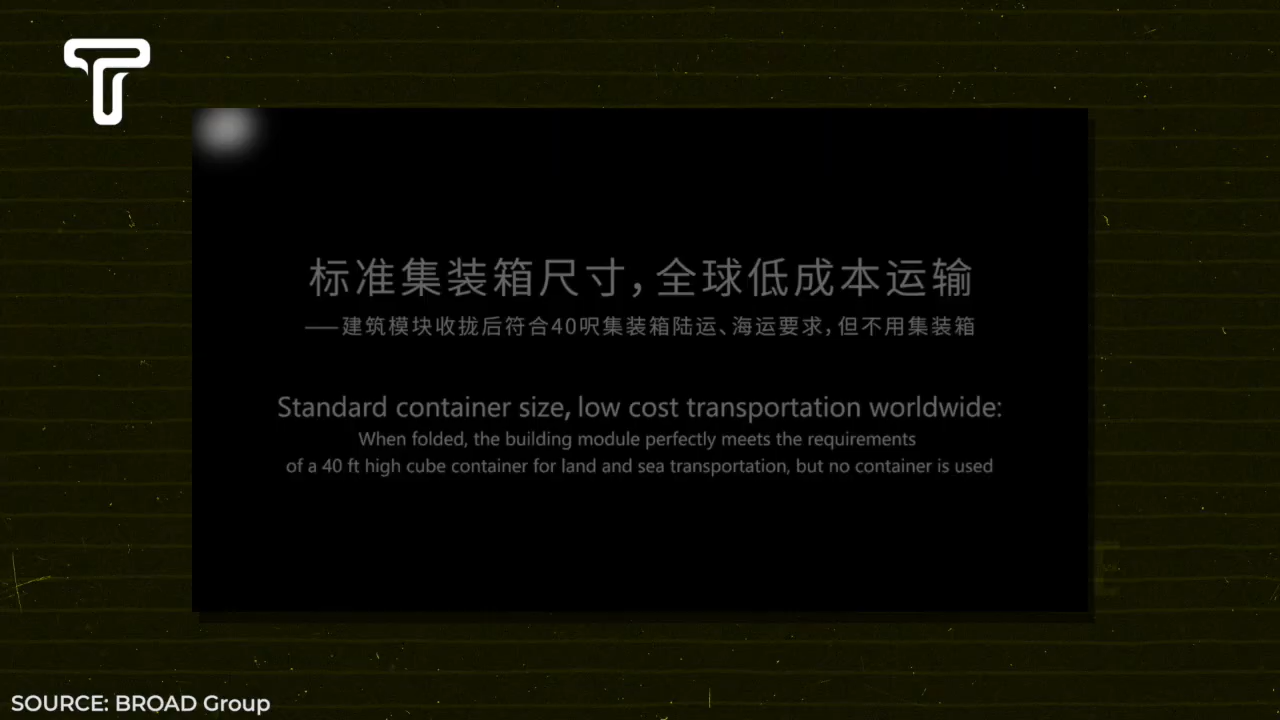 标准集装箱尺寸，全球低成本运输
——建筑模块收拢后符合40呎集装箱陆运、海运要求，但不用集装箱
Standard container size, low cost transportation worldwide:
When folded, the building module perfectly meets the requirements
of a 40 ft high cube container for land and sea transportation, but no container is used
SOURCE: BROAD Group